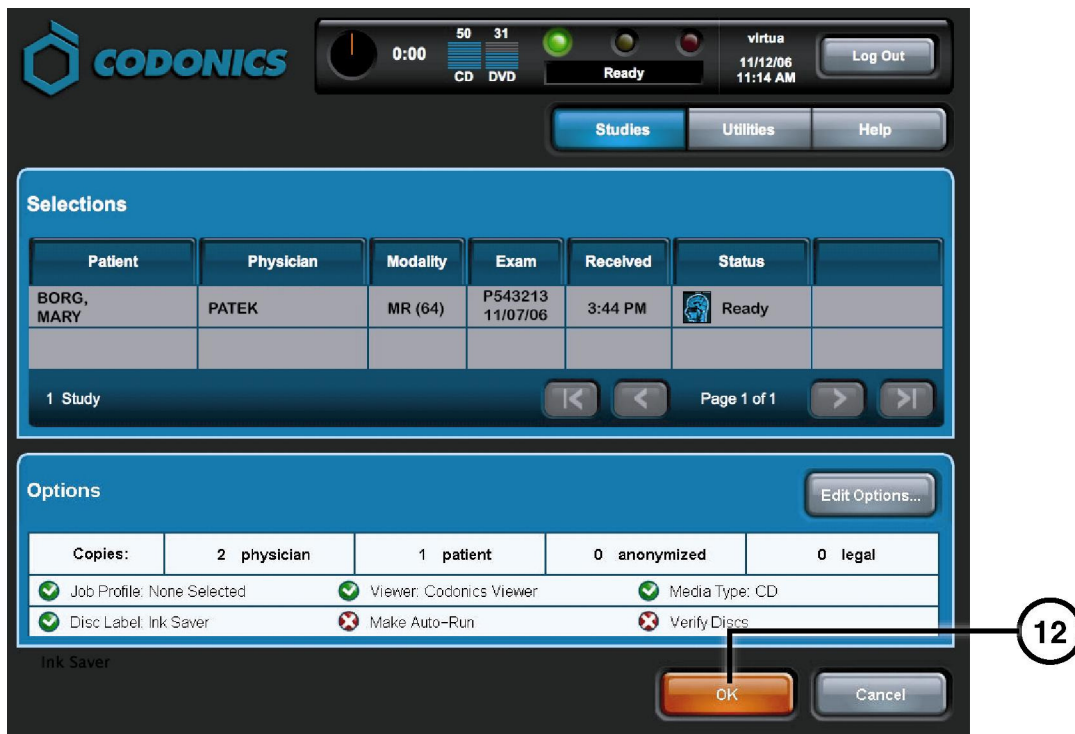 CODONICS
0:00
50 31
CD DVD
Ready
virtua
11/12/06
11:14 AM
Log Out
Studies Utilities Help
Selections
Patient Physician Modality Exam Received Status
BORG,
MARY
PATEK
MR (64)
P543213
11/07/06
3:44 PM
Ready
1 Study
Page 1 of 1
Options
Edit Options...
Copies: 2 physician 1 patient 0 anonymized 0 legal
Job Profile: None Selected Viewer: Codonics Viewer Media Type: CD
Disc Label: Ink Saver Make Auto-Run Verify Discs
12
Ink Saver
OK Cancel